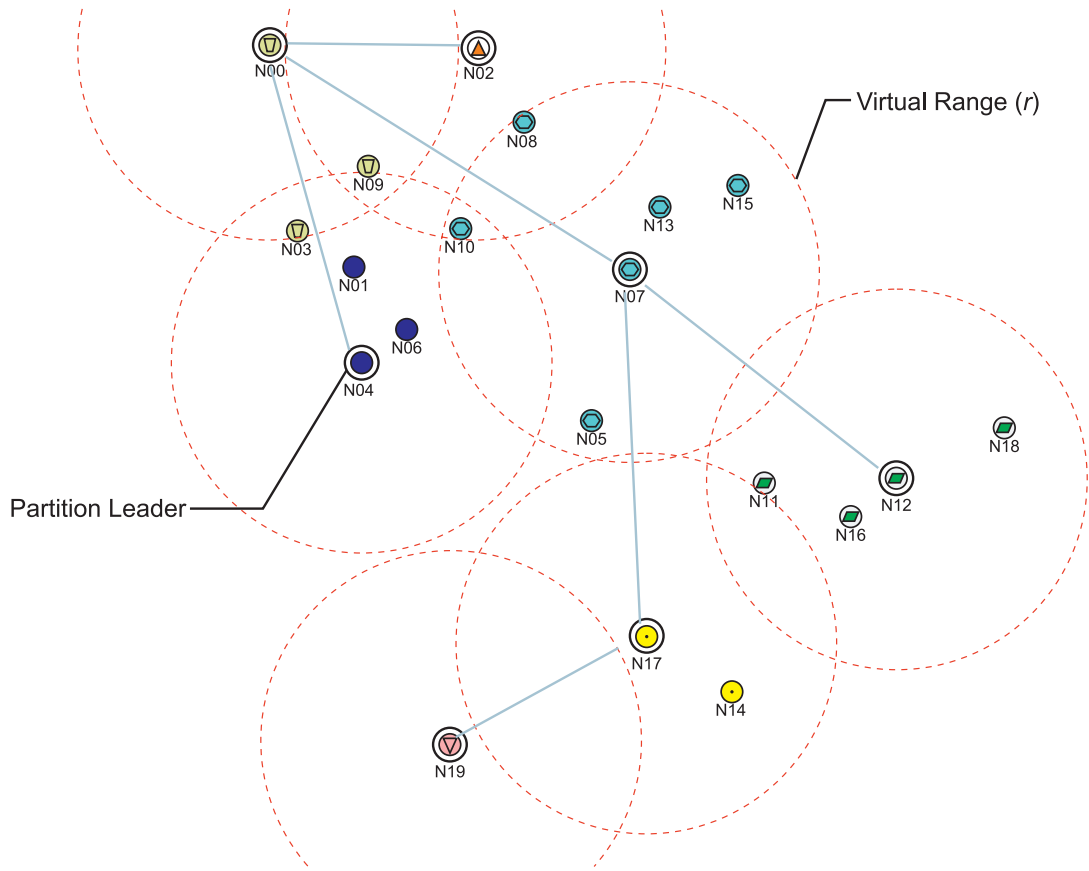 N00
N02
Virtual Range (r)
N08
N09
N15
N13
N03
N10
N01
N07
N06
N04
N05
N18
Partition Leader
N11
N12
N16
N17
N14
N19